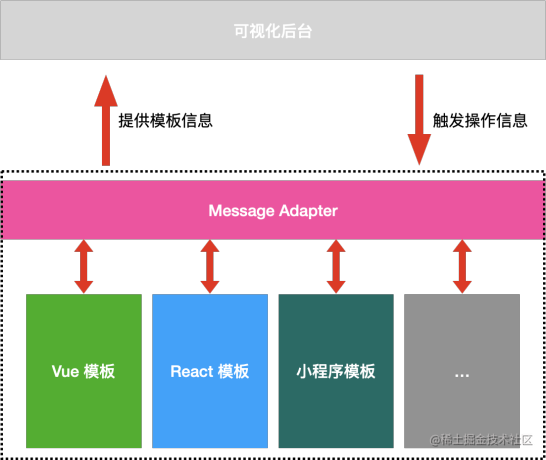 可视化后台
提供模板信息
触发操作信息
Message Adapter
Vue 模板
React 模板
小程序模板
...
@稀土掘金技术社区